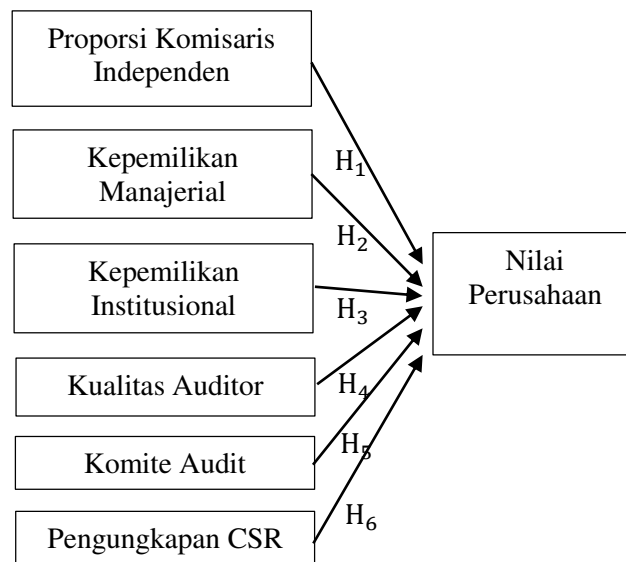 Proporsi Komisaris
Independen
H₁
Kepemilikan
Manajerial
H₂
Kepemilikan
Institusional
H₃
Nilai
Perusahaan
Kualitas Auditor
H₄
Komite Audit
H₅
Pengungkapan CSR
H₆